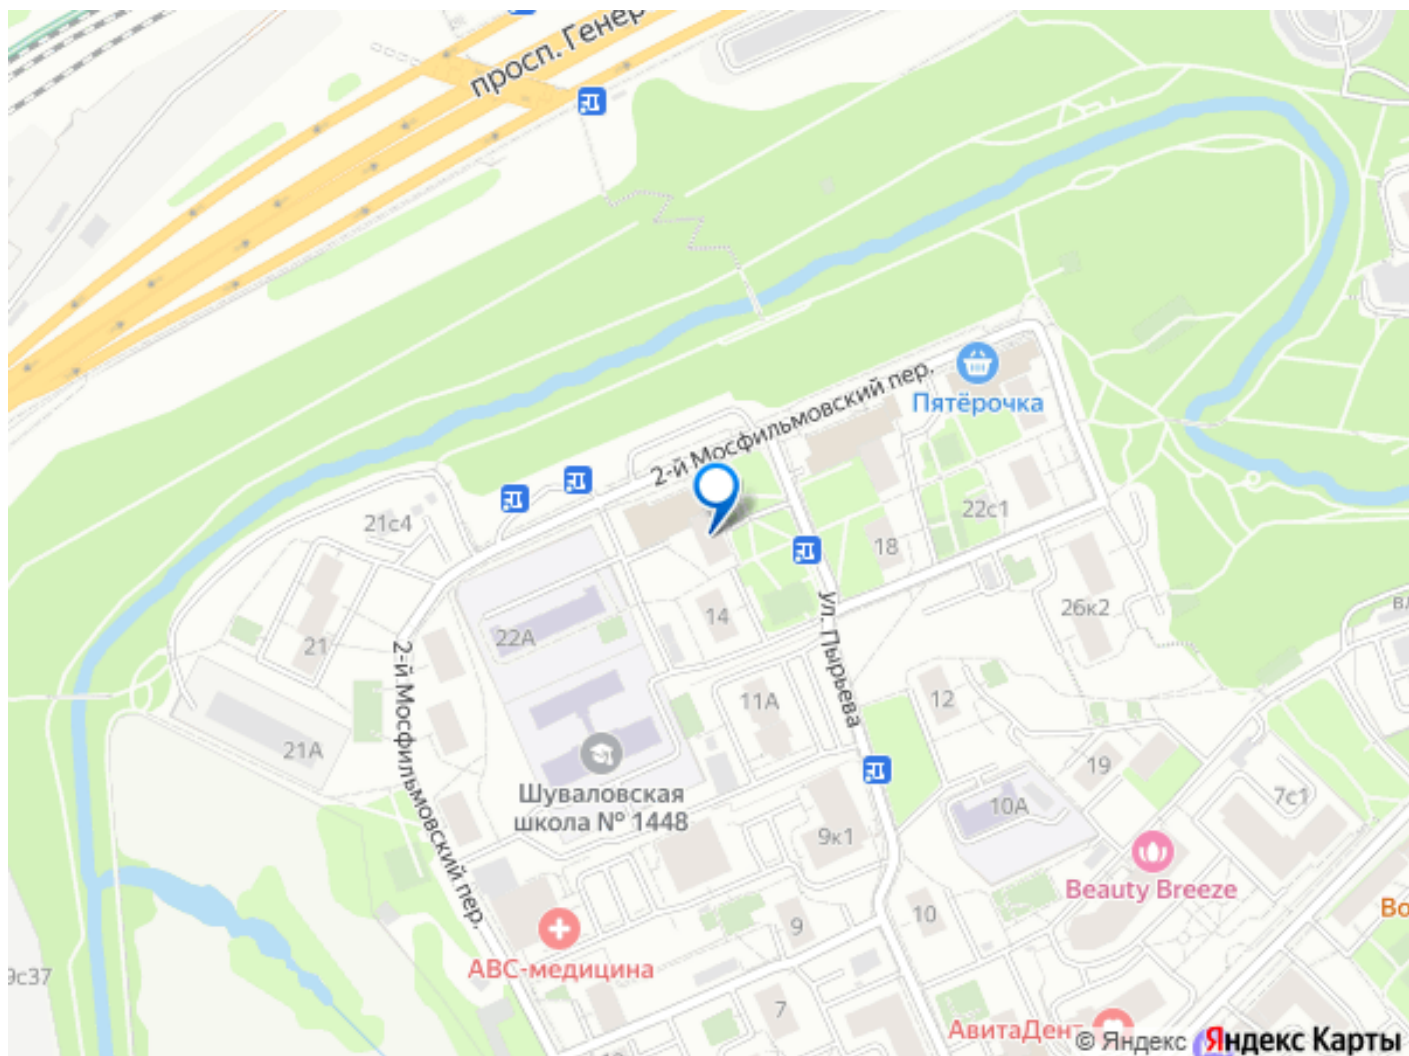 просп. Генер
2-й Мосфильмовский пер.
Пятёрочка
21с4
22с1
18
26к2
14
22А
21
ул. Пырьева
2-й Мосфильмовский пер.
11А
12
21А
19
Шуваловская
школа № 1448
7с1
10А
9к1
Beauty Breeze
Во
10
9
АВС-медицина
9с37
7
АвитаДент
© Яндекс Яндекс Карты